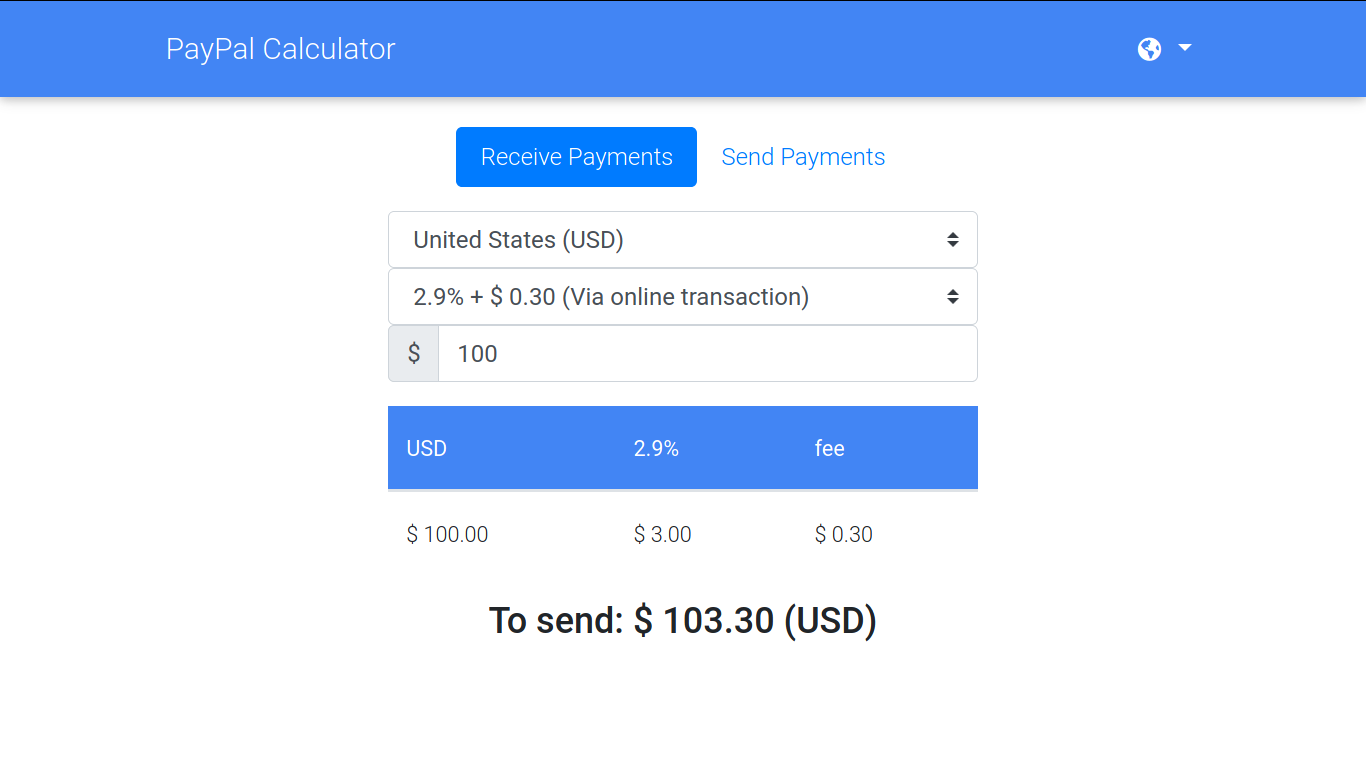 PayPal Calculator
Receive Payments Send Payments
United States (USD)
2.9% + $ 0.30 (Via online transaction)
$ 100
USD 2.9% fee
$ 100.00 $ 3.00 $ 0.30
To send: $ 103.30 (USD)